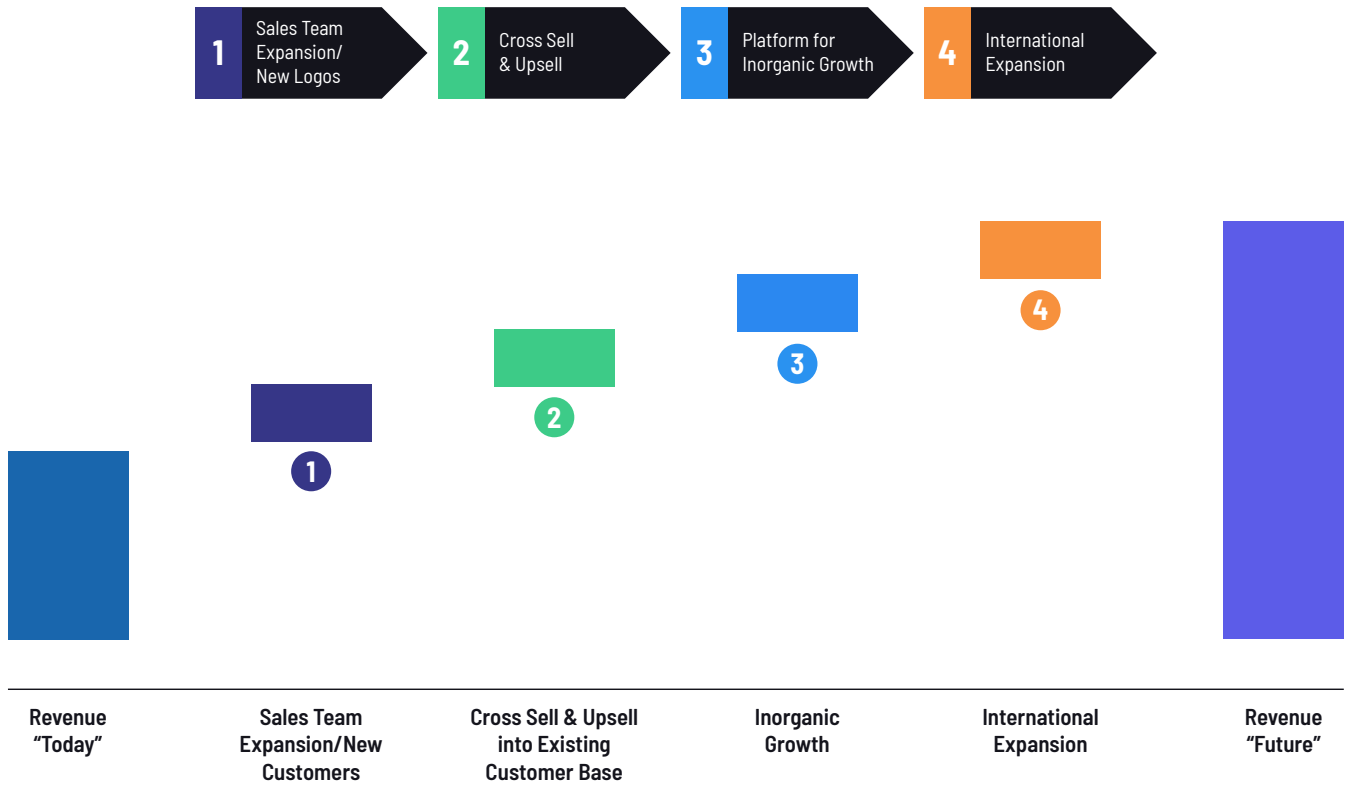 1
Sales Team
Expansion/
New Logos
2
Cross Sell
& Upsell
3
Platform for
Inorganic Growth
4
International
Expansion
4
3
2
1
Revenue
“Today”
Sales Team
Expansion/New
Customers
Cross Sell & Upsell
into Existing
Customer Base
Inorganic
Growth
International
Expansion
Revenue
“Future”